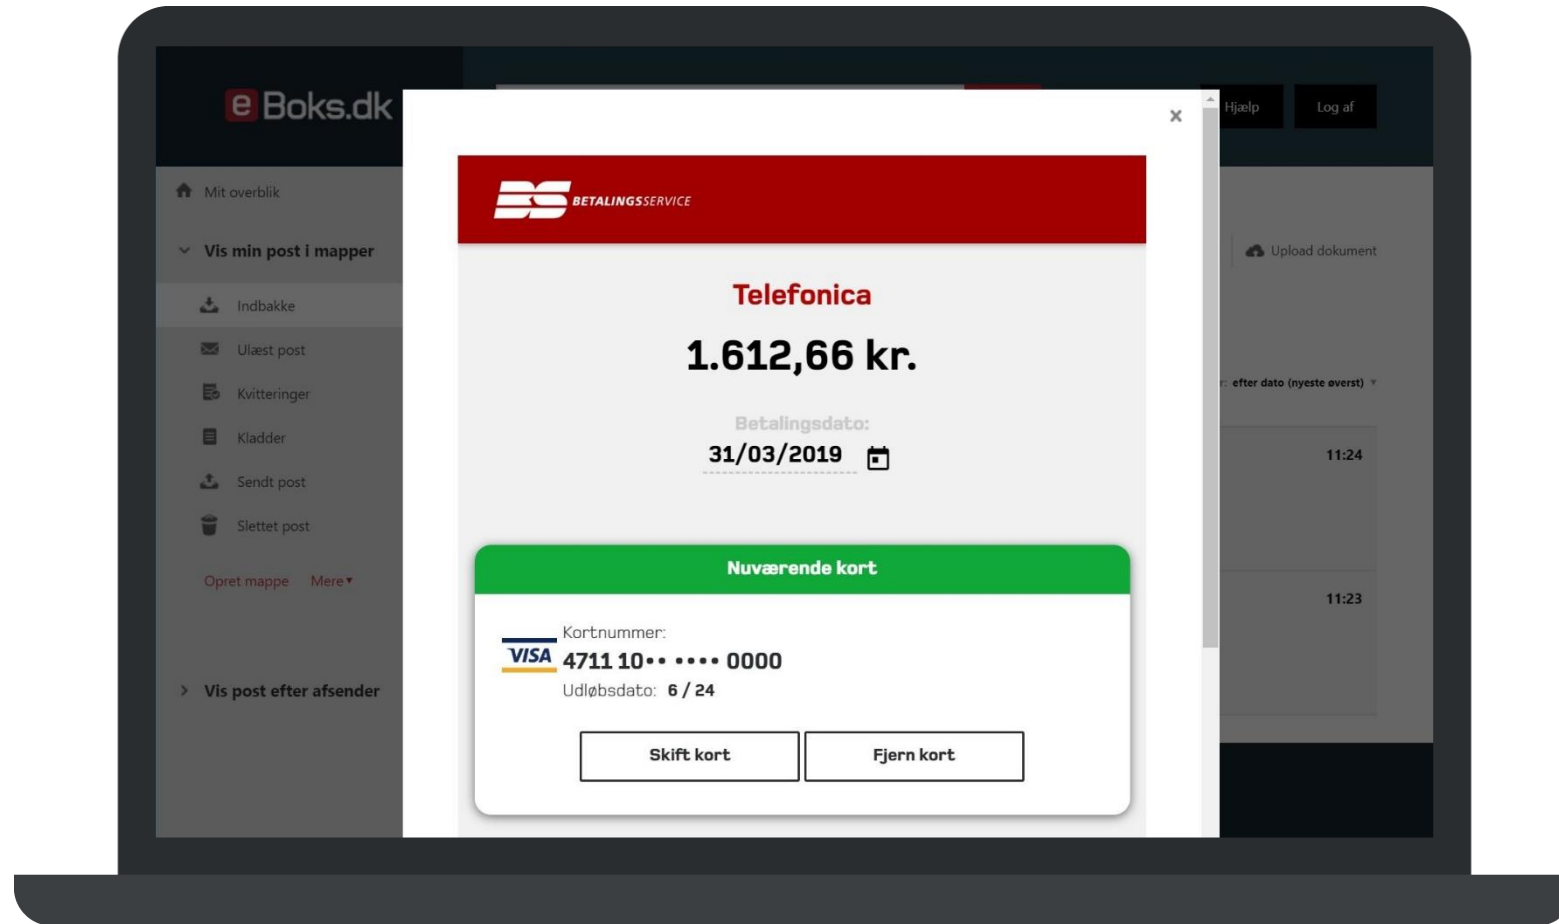 e Boks.dk
Hjælp
Log af
Mit overblik
Vis min post i mapper
Indbakke
Ulæst post
Kvitteringer
Kladder
Sendt post
Slettet post
Opret mappe Mere
Vis post efter afsender
x
BS BETALINGSSERVICE
Telefonica
1.612,66 kr.
Betalingsdato:
31/03/2019
Nuværende kort
VISA
Kortnummer:
4711 10•• •••• 0000
Udløbsdato: 6 / 24
Skift kort
Fjern kort
Upload dokument
efter dato (nyeste øverst)
11:24
11:23